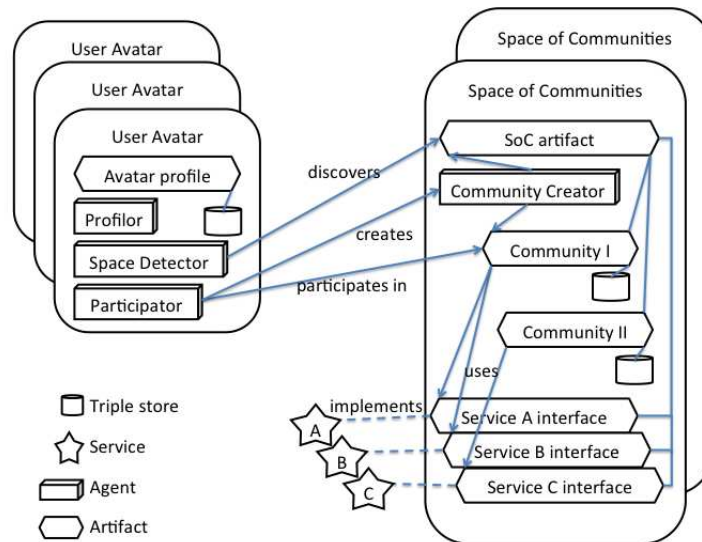 User Avatar
User Avatar
User Avatar
Avatar profile
Profilor
Space Detector
Participator
discovers
creates
participates in
Space of Communities
Space of Communities
SoC artifact
Community Creator
Community I
Community II
uses
implements
A
Service A interface
B
Service B interface
C
Service C interface
Triple store
Service
Agent
Artifact